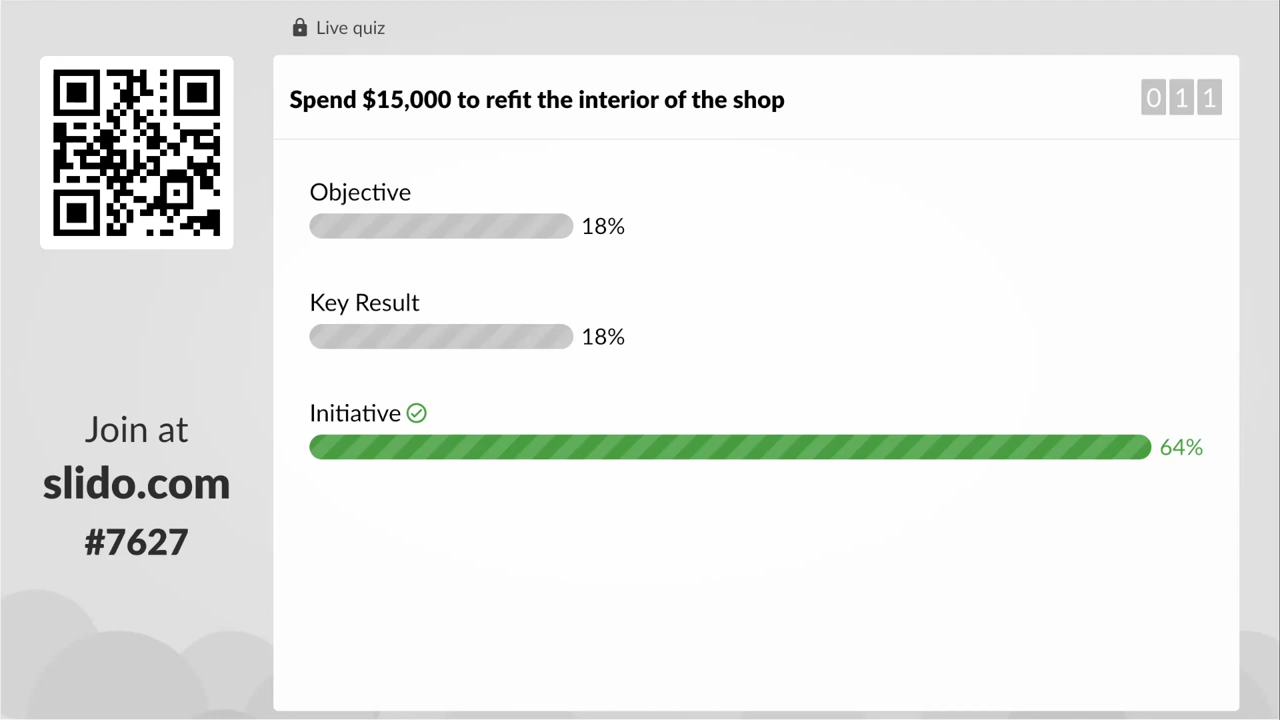 Live quiz
Spend $15,000 to refit the interior of the shop
011
Objective
18%
Key Result
18%
Initiative
64%
Join at
slido.com
#7627